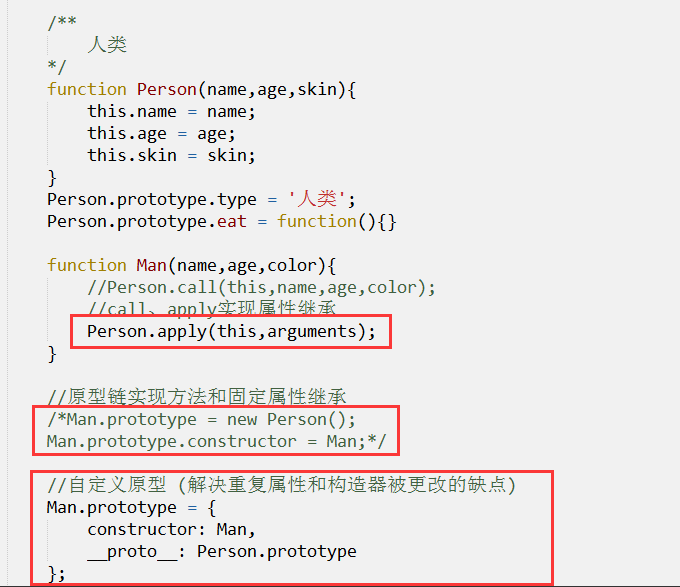 /**
人类
*/
function Person(name,age,skin){
this.name = name;
this.age = age;
this.skin = skin;
}
Person.prototype.type = '人类';
Person.prototype.eat = function(){}
function Man(name,age,color){
//Person.call(this,name,age,color);
//call、apply实现属性继承
Person.apply(this,arguments);
}
//原型链实现方法和固定属性继承
/*Man.prototype = new Person();
Man.prototype.constructor = Man;*/
//自定义原型 (解决重复属性和构造器被更改的缺点)
Man.prototype = {
constructor: Man,
__proto__: Person.prototype
};